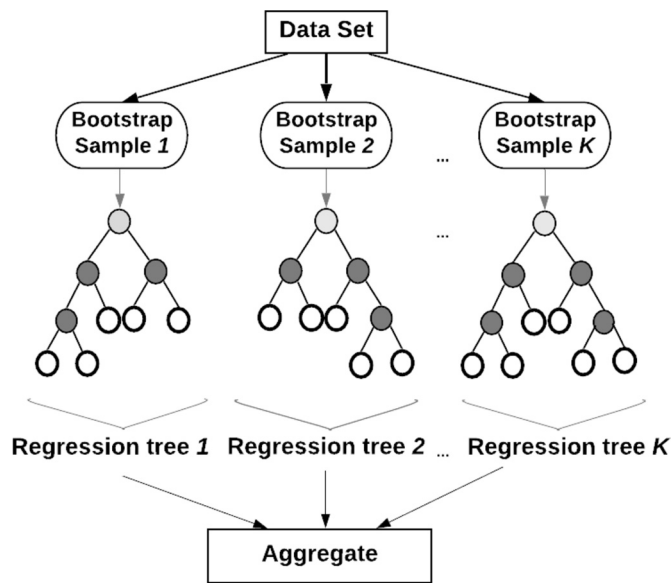 Data Set
Bootstrap
Sample 1
Bootstrap
Sample 2
...
Bootstrap
Sample K
...
Regression tree 1
Regression tree 2
...
Regression tree K
Aggregate